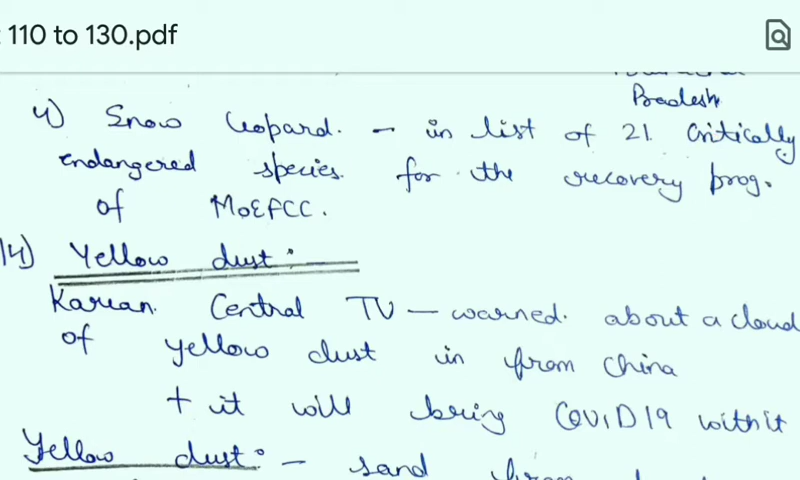 110 to 130.pdf
Pradesh
4) Snow leopard. – in list of 21 critically
endangered species for the recovery prog.
of MoEFCC.
14) Yellow dust:
Karean Central TV – warned about a cloud
of yellow dust in from China
+ it will bring COVID19 with it
Yellow dust: – sand from